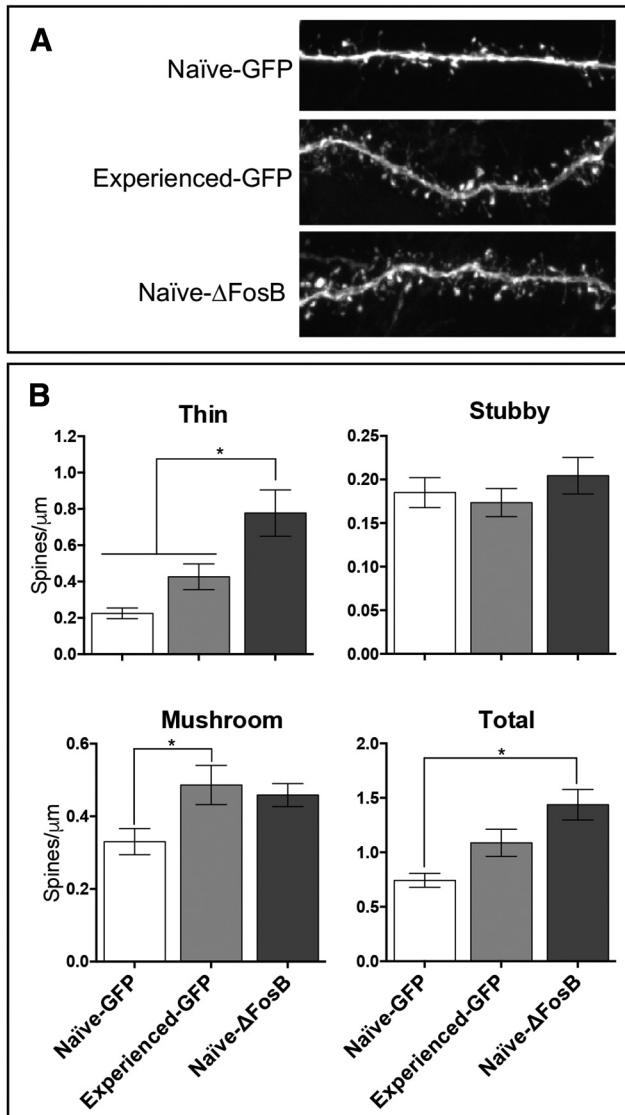 A
Naïve-GFP
Experienced-GFP
Naïve-ΔFosB
B
Thin
Spines/μm
1.2
1.0
0.8
0.6
0.4
0.2
0.0
*
Stubby
0.25
0.20
0.15
0.10
0.05
0.00
Mushroom
Spines/μm
0.6
0.4
0.2
0.0
*
Naïve-GFP
Experienced-GFP
Naïve-ΔFosB
Total
2.0
1.5
1.0
0.5
0.0
*
Naïve-GFP
Experienced-GFP
Naïve-ΔFosB